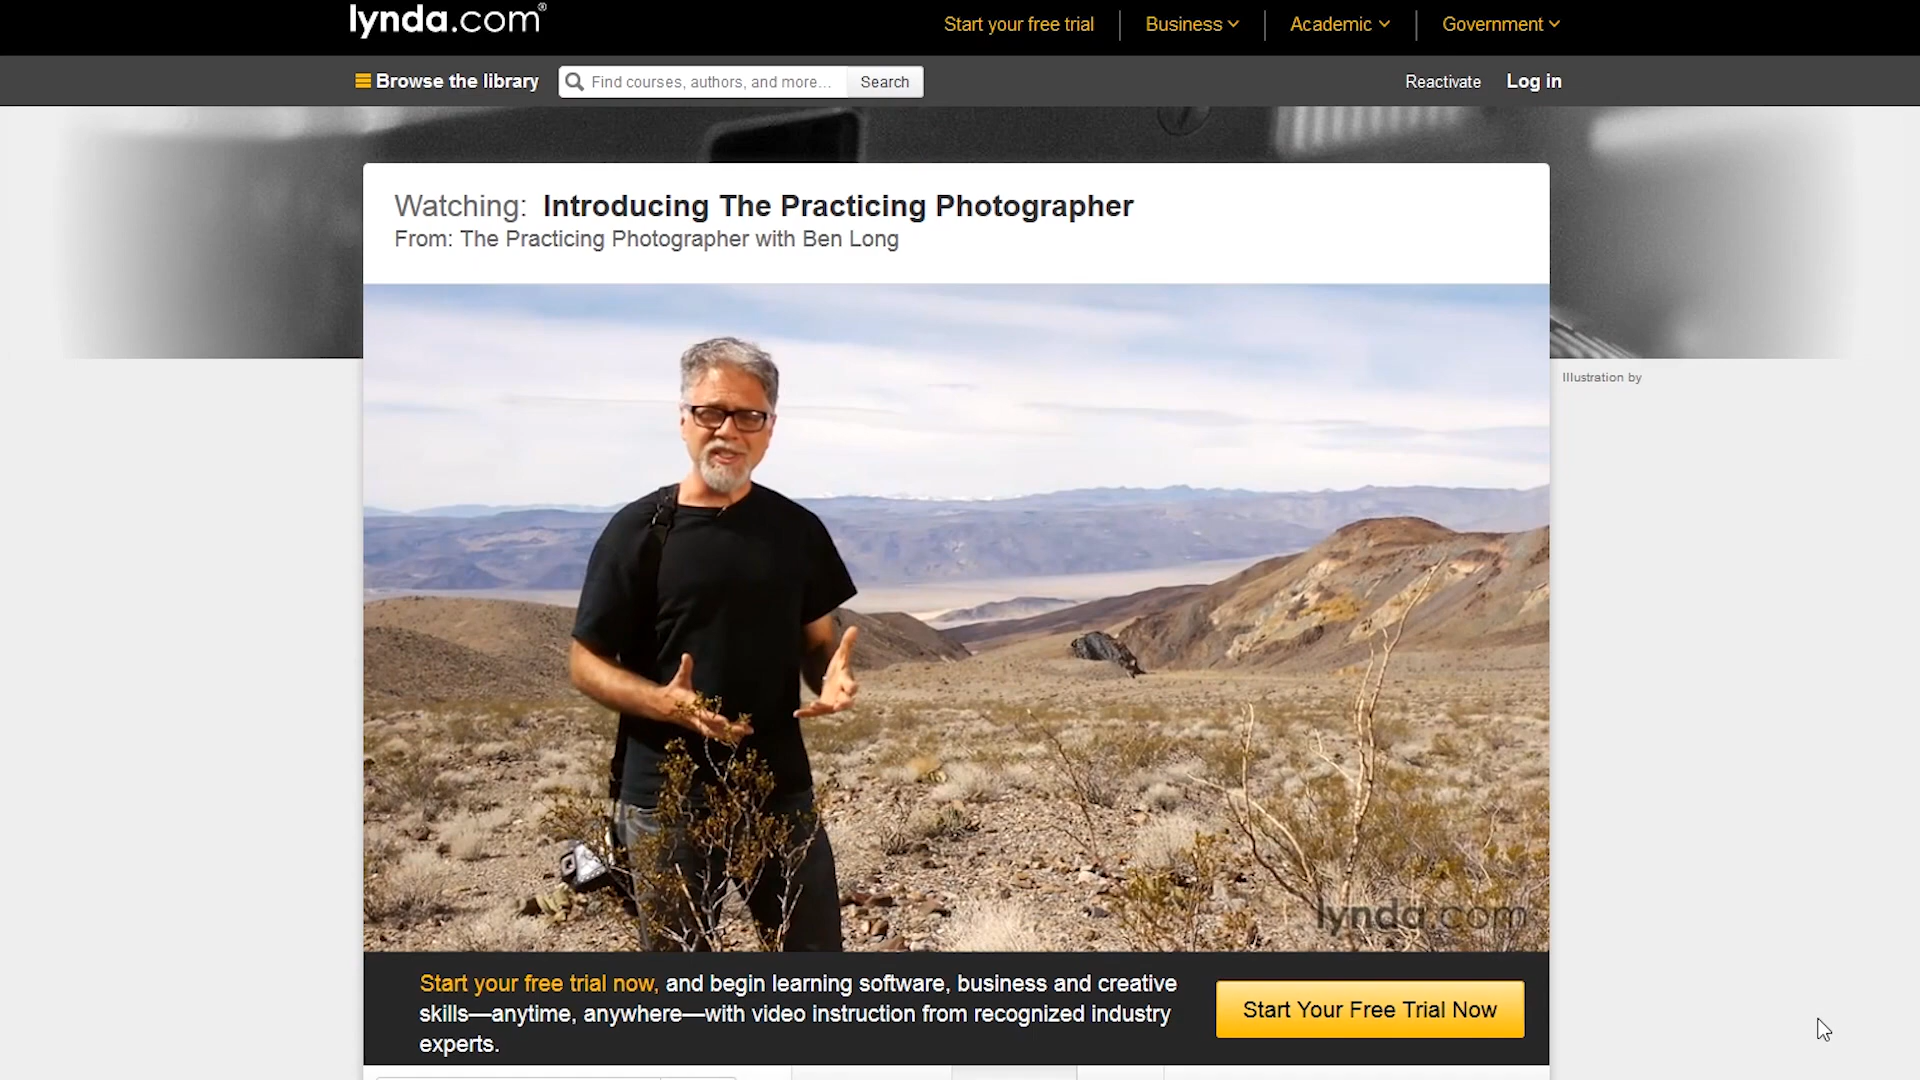 lynda.com®
Start your free trial
Business
Academic
Government
Browse the library
Find courses, authors, and more...
Search
Reactivate
Log in
Watching: Introducing The Practicing Photographer
From: The Practicing Photographer with Ben Long
Illustration by
lynda.com
Start your free trial now, and begin learning software, business and creative
skills—anytime, anywhere—with video instruction from recognized industry
experts.
Start Your Free Trial Now